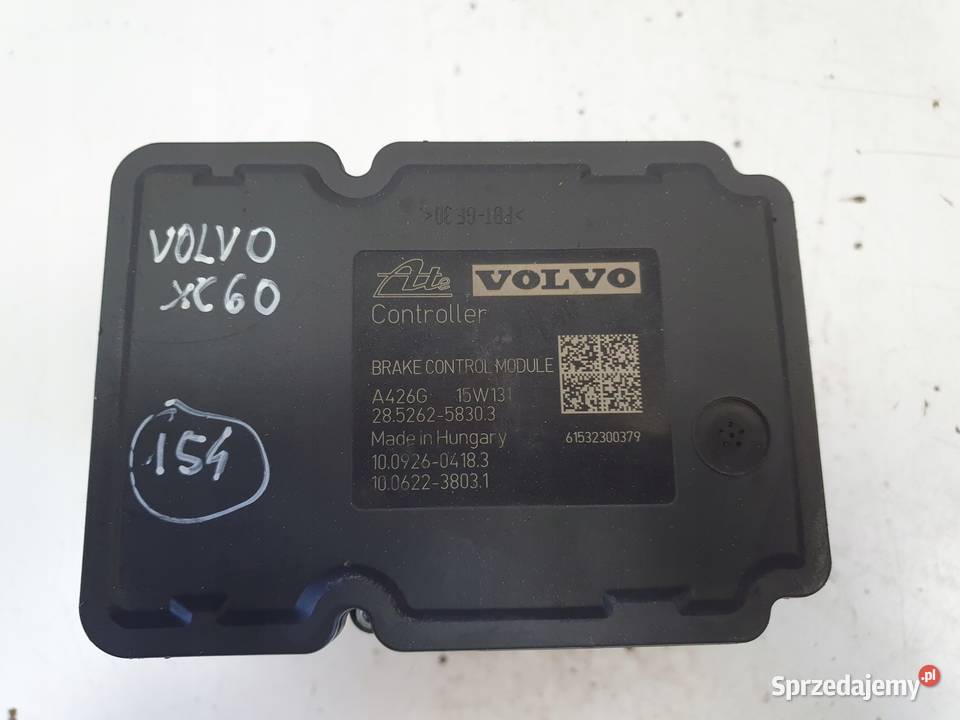 >PBT-GF30<
VOLVO
XC60
154
Ate VOLVO
Controller
BRAKE CONTROL MODULE
A426G 15W131
28.5262-5830.3
Made in Hungary 61532300379
10.0926-0418.3
10.0622-3803.1
Sprzedajemy.pl